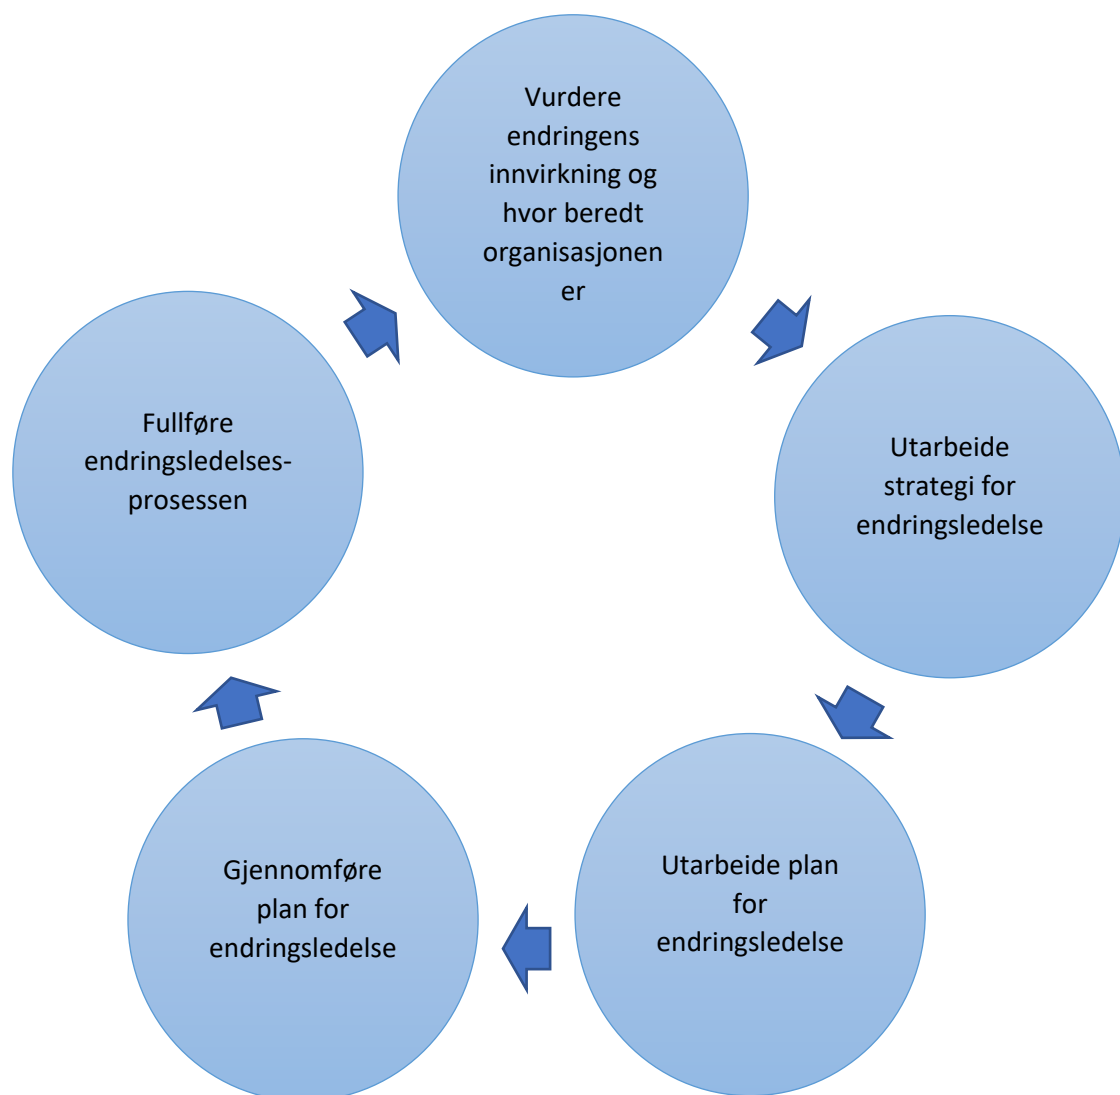 Vurdere
endringens
innvirkning og
hvor beredt
organisasjonen
er
Utarbeide
strategi for
endringsledelse
Utarbeide plan
for
endringsledelse
Gjennomføre
plan for
endringsledelse
Fullføre
endringsledelses-
prosessen